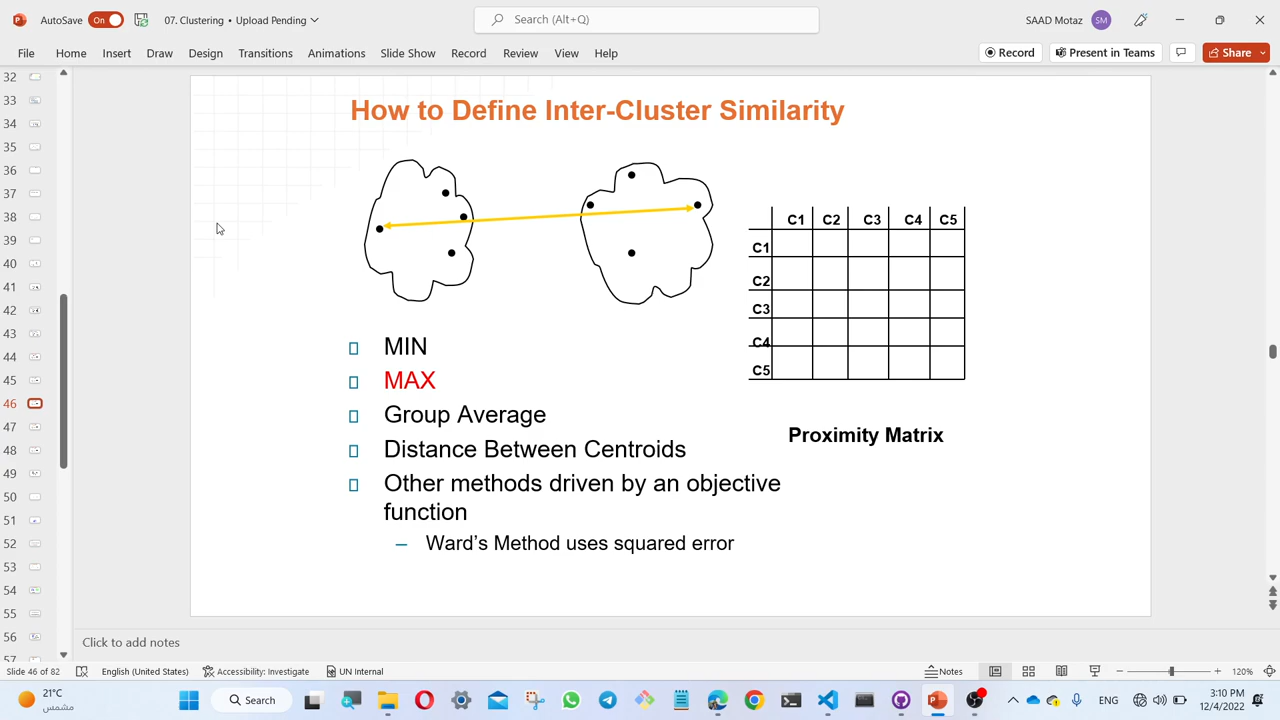 AutoSave On 07. Clustering • Upload Pending Search (Alt+Q) SAAD Motaz SM
File Home Insert Draw Design Transitions Animations Slide Show Record Review View Help Record Present in Teams Share
32
33
34
35
36
37
38
39
40
41
42
43
44
45
46
47
48
49
50
51
52
53
54
55
56
57
How to Define Inter-Cluster Similarity
C1 C2 C3 C4 C5
C1
C2
C3
C4
C5
Proximity Matrix
MIN
MAX
Group Average
Distance Between Centroids
Other methods driven by an objective
function
– Ward's Method uses squared error
Click to add notes
Slide 46 of 82 English (United States) Accessibility: Investigate UN Internal Notes 120%
21°C
مشمس
Search
ENG
3:10 PM
12/4/2022